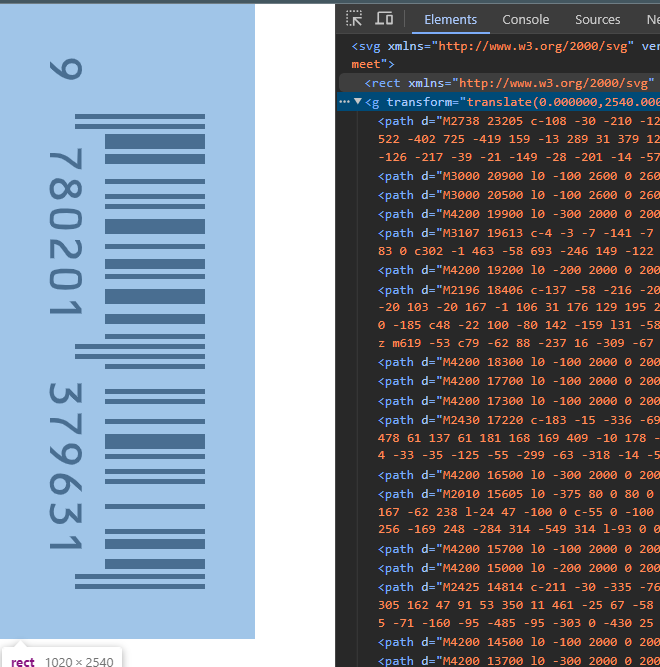 9
780201
379631
rect 1020 × 2540
Elements
Console
Sources
Ne
<svg xmlns="http://www.w3.org/2000/svg" ver
meet">
<rect xmlns="http://www.w3.org/2000/svg"
<g transform="translate(0.000000,2540.000
<path d="M2738 23205 c-108 -30 -210 -12
522 -402 725 -419 159 -13 289 31 379 12
-126 -217 -39 -21 -149 -28 -201 -14 -57
<path d="M3000 20900 l0 -100 2600 0 260
<path d="M3000 20500 l0 -100 2600 0 260
<path d="M4200 19900 l0 -300 2000 0 200
<path d="M3107 19613 c-4 -3 -7 -141 -7
83 0 c302 -1 463 -58 693 -246 149 -122
<path d="M4200 19200 l0 -200 2000 0 200
<path d="M2196 18406 c-137 -58 -216 -20
-20 103 -20 167 -1 106 31 176 129 195 2
0 -185 c48 -22 100 -80 142 -159 l31 -58
z m619 -53 c79 -62 88 -237 16 -309 -67
<path d="M4200 18300 l0 -100 2000 0 200
<path d="M4200 17700 l0 -100 2000 0 200
<path d="M4200 17300 l0 -100 2000 0 200
<path d="M2430 17220 c-183 -15 -336 -69
478 61 137 61 181 168 169 409 -10 178 -
4 -33 -35 -125 -55 -299 -63 -318 -14 -5
<path d="M4200 16500 l0 -300 2000 0 200
<path d="M2010 15605 l0 -375 80 0 80 0
167 -62 238 l-24 47 -100 0 c-55 0 -100
256 -169 248 -284 314 -549 314 l-93 0 0
<path d="M4200 15700 l0 -100 2000 0 200
<path d="M4200 15000 l0 -200 2000 0 200
<path d="M2425 14814 c-211 -30 -335 -76
305 162 47 91 53 350 11 461 -25 67 -58
5 -71 -160 -95 -485 -95 -303 0 -430 25
<path d="M4200 14500 l0 -100 2000 0 200
<path d="M4200 13700 l0 -300 2000 0 200